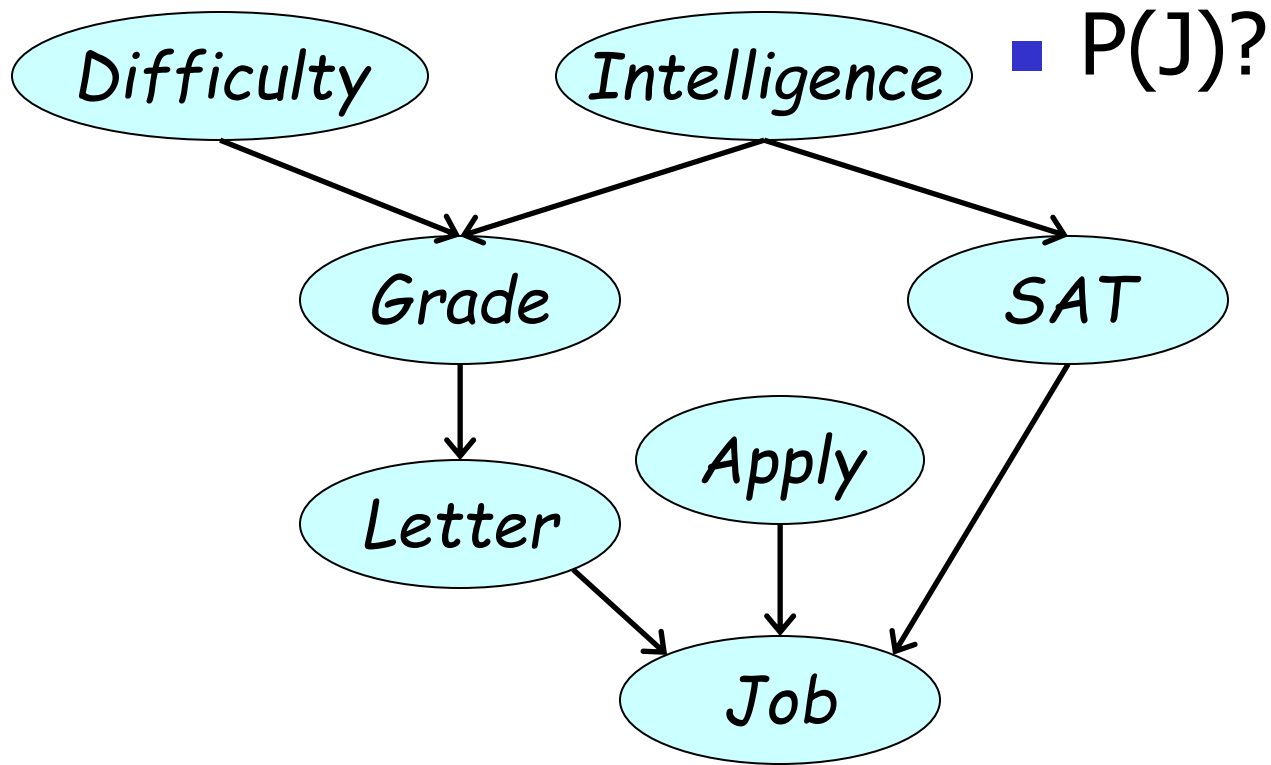 Difficulty
Intelligence
P(J)?
Grade
SAT
Apply
Letter
Job